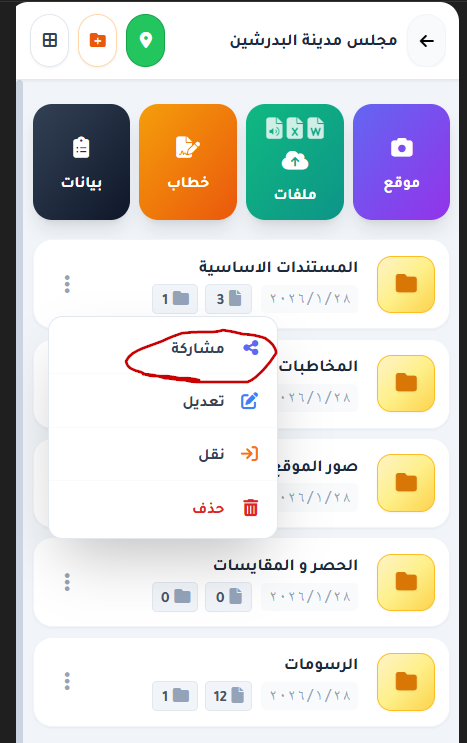 مجلس مدينة البدرشين
موقع
W X
ملفات
خطاب
بيانات
المستندات الاساسية
٢٠٢٦/١/٢٨ 3 1
مشاركة
المخاطبات
٢٠٢٦/١/٢٨
تعديل
نقل
صور الموقع
٢٠٢٦/١/٢٨
حذف
الحصر و المقايسات
٢٠٢٦/١/٢٨ 0 0
الرسومات
٢٠٢٦/١/٢٨ 12 1